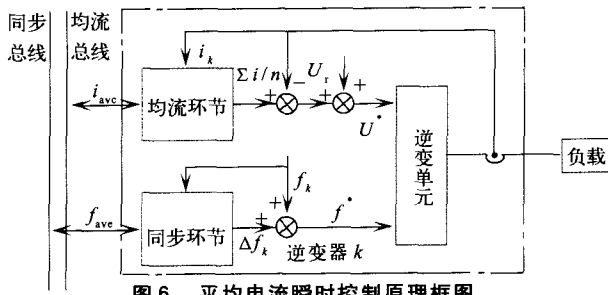 同步
总线
均流
总线
i_k
Σ i/n
U_r
i_ave
均流环节
U*
逆变单元
负载
f_k
f_ave
同步环节
Δf_k
f*
逆变器 k
图 6 平均电流瞬时控制原理框图